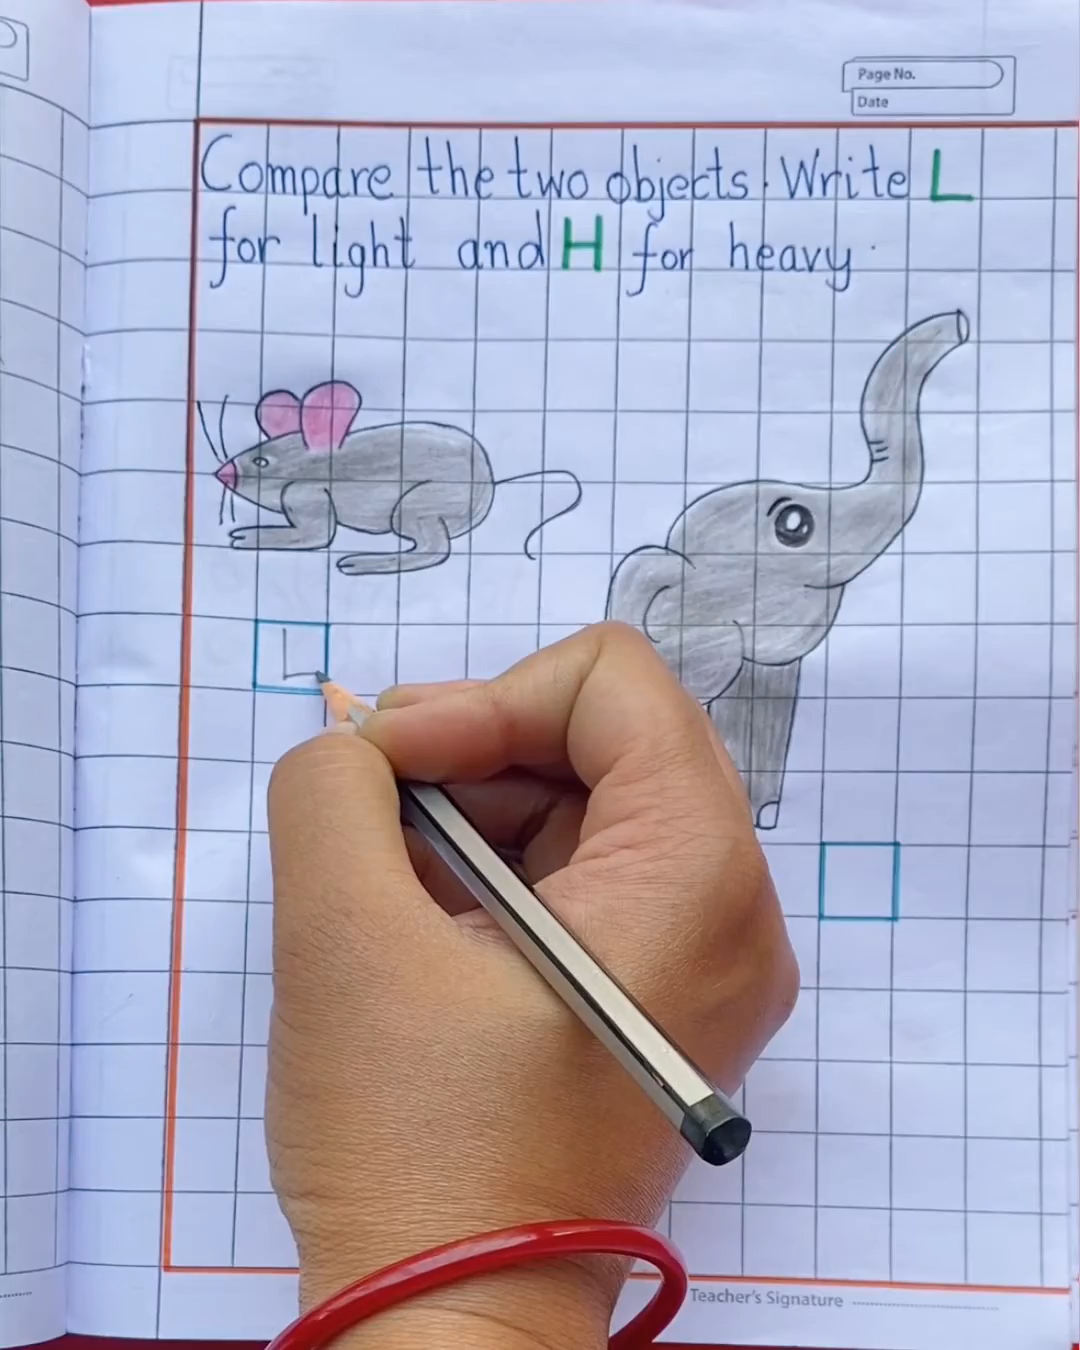 Page No.
Date
Compare the two objects. Write L
for light and H for heavy.
L
Teacher's Signature